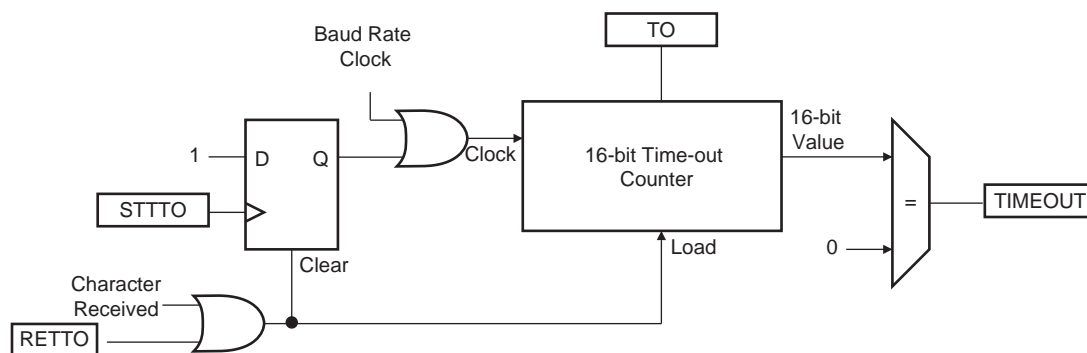 TO
Baud Rate
Clock
16-bit
Value
1
D
Q
Clock
16-bit Time-out
Counter
STTTO
=
TIMEOUT
Clear
Load
0
Character
Received
RETTO